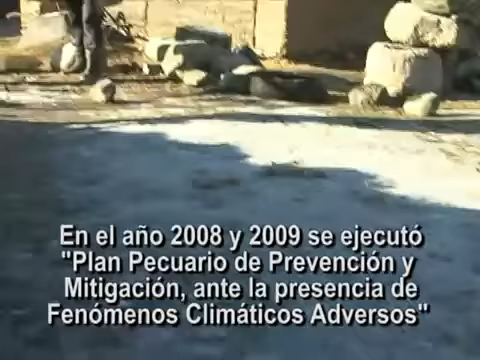 En el año 2008 y 2009 se ejecutó
"Plan Pecuario de Prevención y
Mitigación, ante la presencia de
Fenómenos Climáticos Adversos"